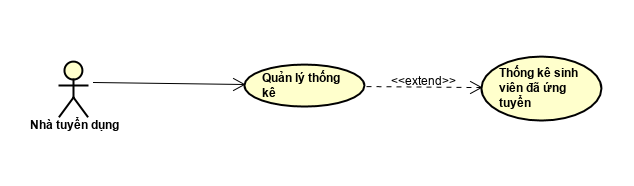 Nhà tuyển dụng
Quản lý thống
kê
<<extend>>
Thống kê sinh
viên đã ứng
tuyển